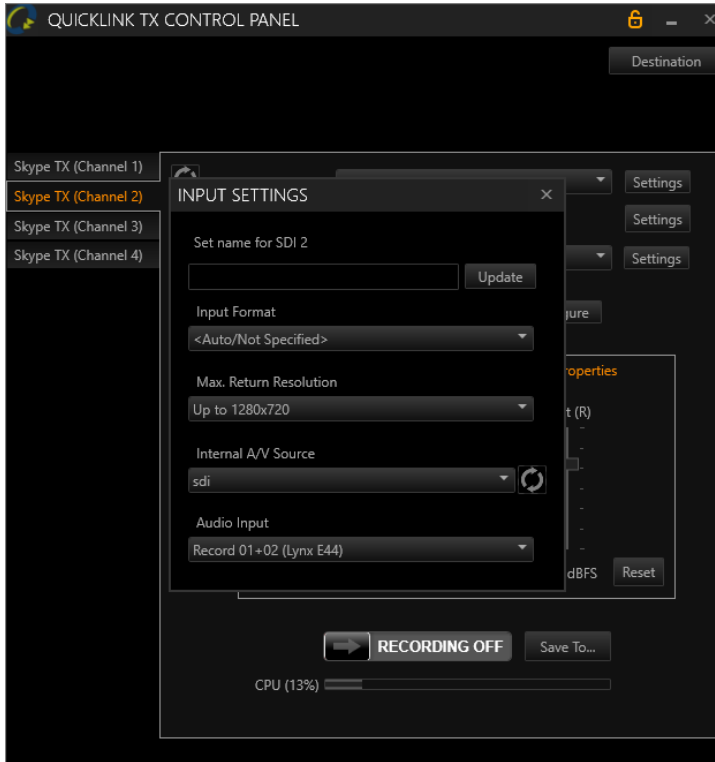 QUICKLINK TX CONTROL PANEL
Destination
Skype TX (Channel 1)
Skype TX (Channel 2)
Skype TX (Channel 3)
Skype TX (Channel 4)
Settings
Settings
Settings
INPUT SETTINGS
Set name for SDI 2
Update
Input Format
<Auto/Not Specified>
Max. Return Resolution
Up to 1280x720
Internal A/V Source
sdi
Audio Input
Record 01+02 (Lynx E44)
(R)
dBFS
Reset
RECORDING OFF
Save To...
CPU (13%)